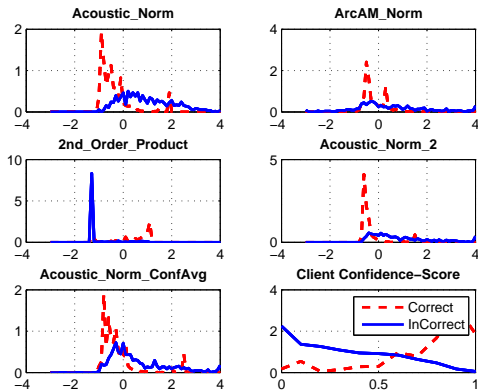 Acoustic_Norm
2
1
0
−4 −2 0 2 4
ArcAM_Norm
4
2
0
−4 −2 0 2 4
2nd_Order_Product
10
5
0
−4 −2 0 2 4
Acoustic_Norm_2
5
0
−4 −2 0 2 4
Acoustic_Norm_ConfAvg
2
1
0
−4 −2 0 2 4
Client Confidence−Score
4
2
0
0 0.5 1
Correct
InCorrect